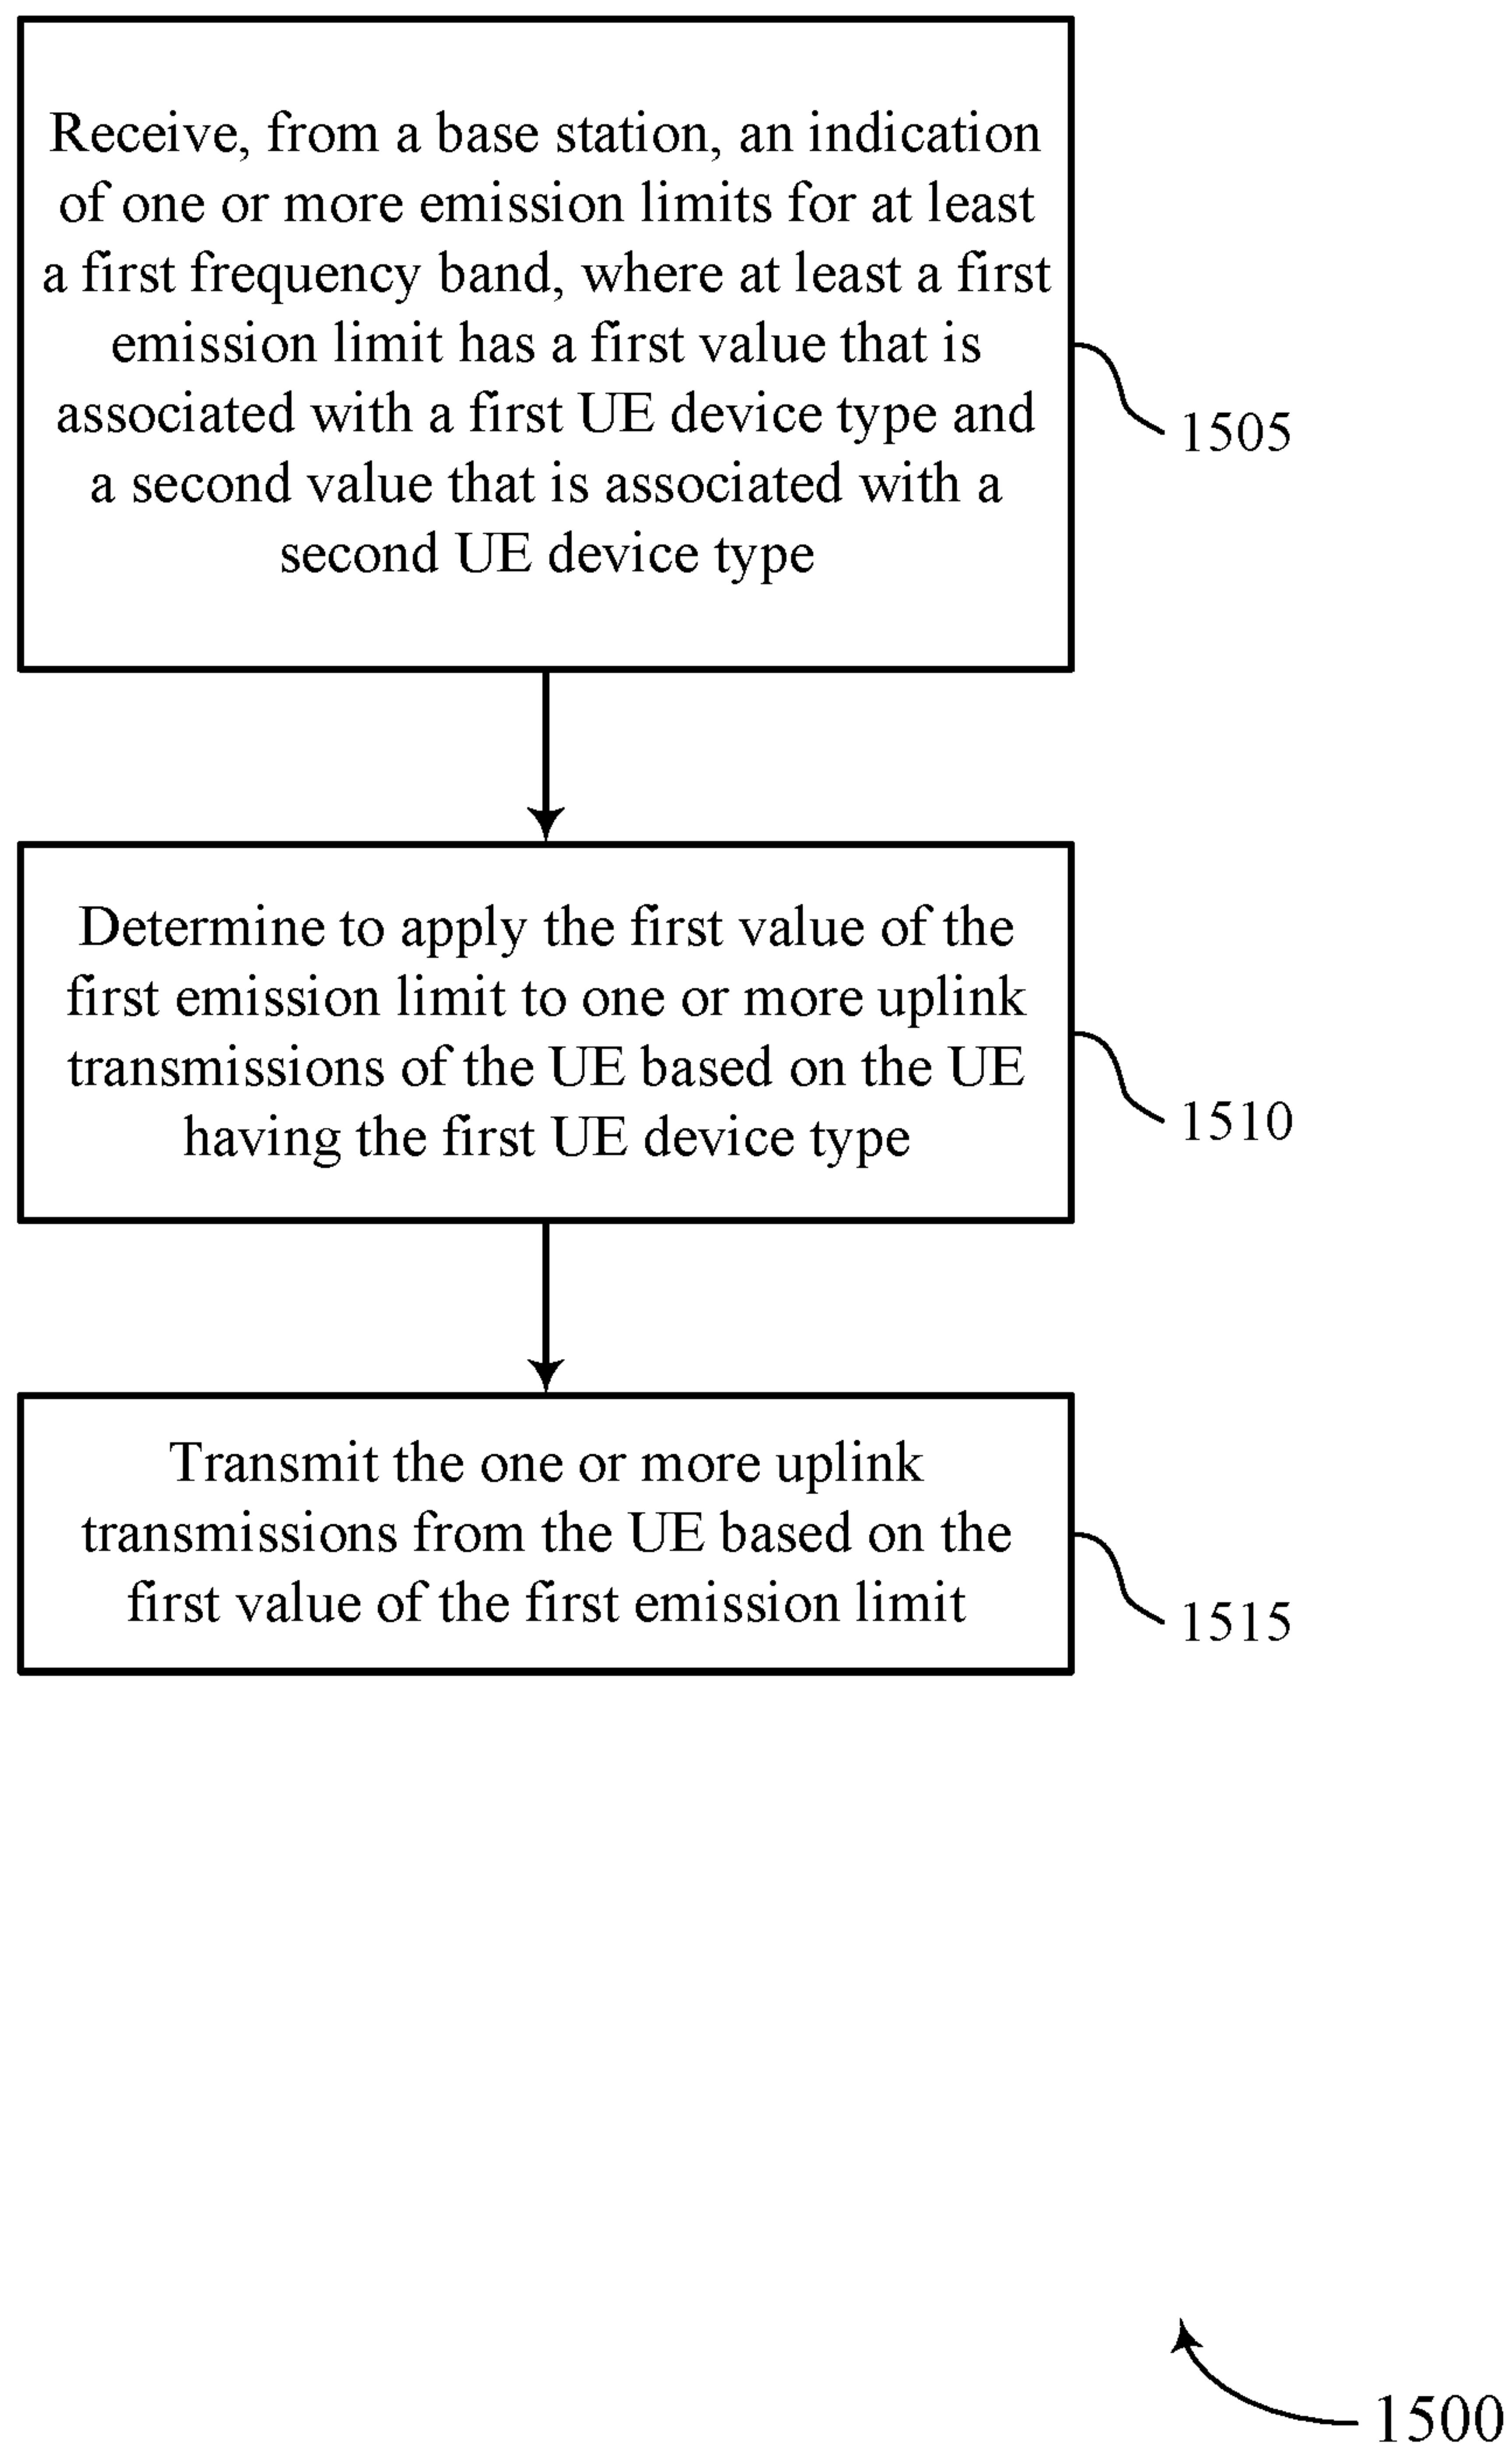 Receive, from a base station, an indication
of one or more emission limits for at least
a first frequency band, where at least a first
emission limit has a first value that is
associated with a first UE device type and
a second value that is associated with a
second UE device type
1505
Determine to apply the first value of the
first emission limit to one or more uplink
transmissions of the UE based on the UE
having the first UE device type
1510
Transmit the one or more uplink
transmissions from the UE based on the
first value of the first emission limit
1515
1500